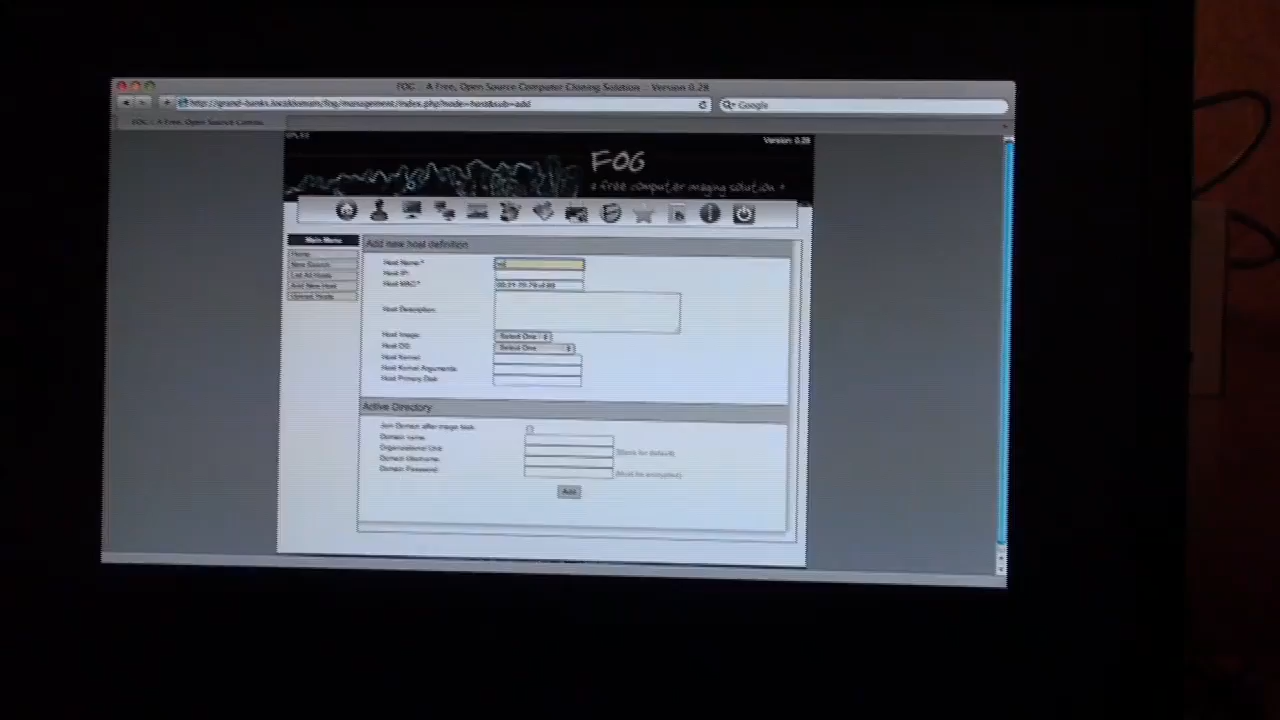 FOG : A Free, Open Source Computer Cloning Solution : Version 0.28
http://grand-banks.localdomain/fog/management/index.php?node=host&sub=add
Google
FOG : A Free, Open Source Compu
Version: 0.28
FOG
a free computer imaging solution
Main Menu
Home
New Search
List All Hosts
Add New Host
Upload Hosts
Add new host definition
Host Name:*
Host IP:
Host MAC:*
Host Description:
Host Image:
Select One
Host OS:
Select One
Host Kernel:
Host Kernel Arguments:
Host Primary Disk:
Active Directory
Join Domain after image task:
Domain name:
Organizational Unit:
(Blank for default)
Domain Username:
Domain Password:
(Must be encrypted)
Add